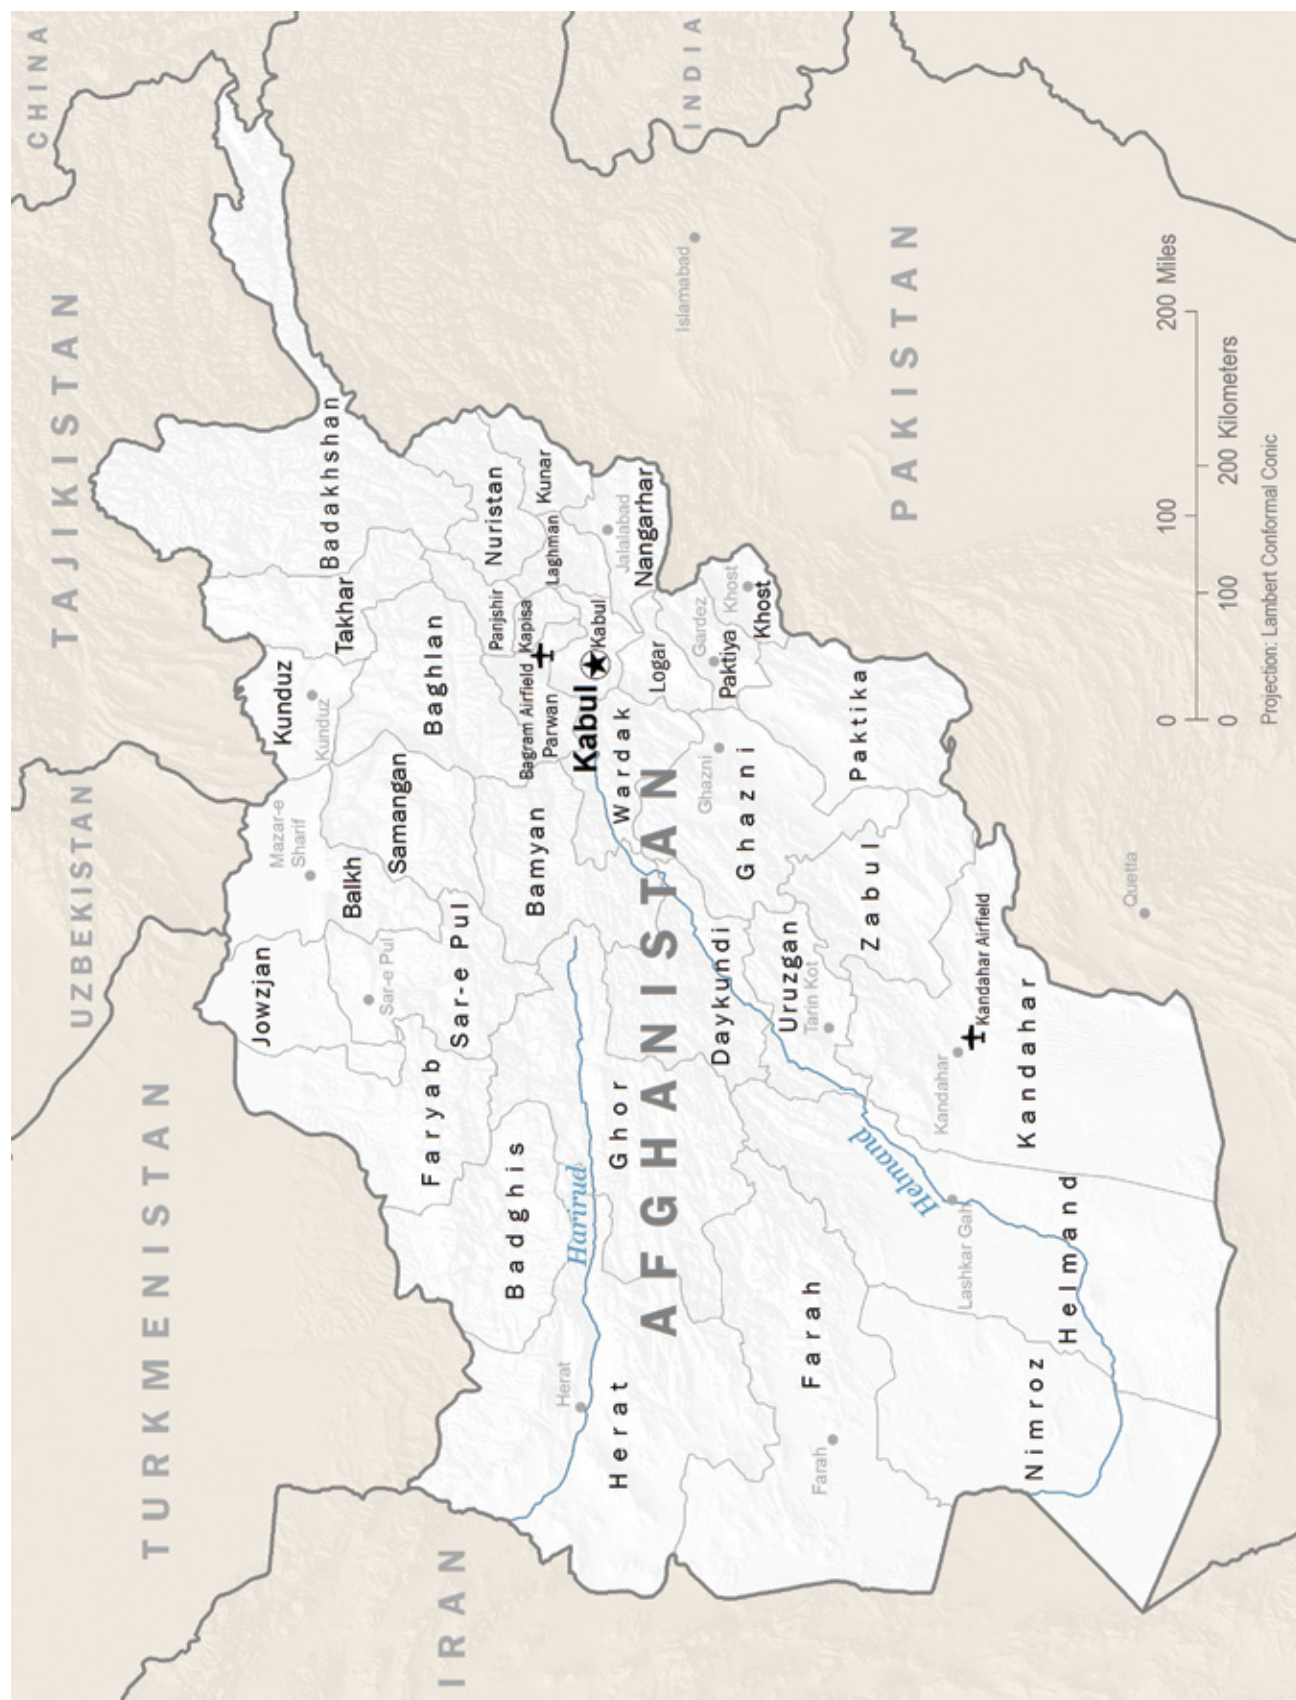 CHINA
TAJIKISTAN
UZBEKISTAN
TURKMENISTAN
IRAN
INDIA
PAKISTAN
AFGHANISTAN
Badakhshan
Takhar
Kunduz
Kunduz
Mazar-e
Sharif
Balkh
Jowzjan
Sar-e Pul
Sar-e Pul
Samangan
Baghlan
Faryab
Badghis
Bamyan
Nuristan
Kunar
Laghman
Panjshir
Kapisa
Bagram Airfield
Parwan
Kabul
Kabul
Jalalabad
Nangarhar
Logar
Wardak
Gardez
Paktiya
Khost
Khost
Harirud
Herat
Herat
Ghor
Daykundi
Ghazni
Ghazni
Paktika
Uruzgan
Tarin Kot
Zabul
Farah
Farah
Helmand
Kandahar
Kandahar Airfield
Kandahar
Lashkar Gah
Helmand
Nimroz
Islamabad
Quetta
0 100 200 Miles
0 100 200 Kilometers
Projection: Lambert Conformal Conic